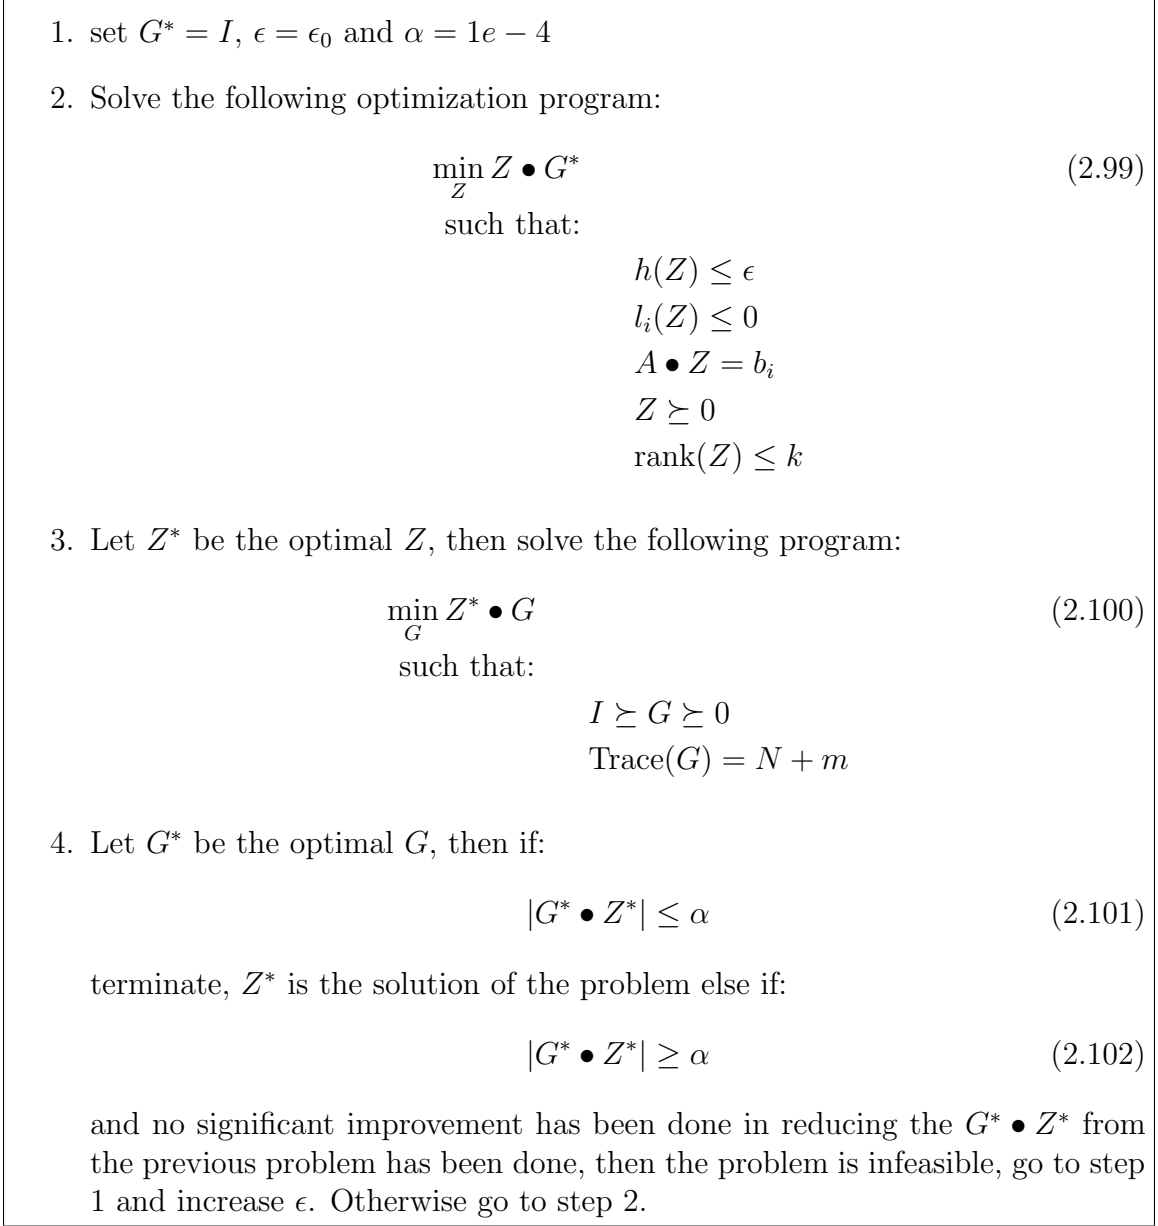 1. set G* = I, ϵ = ϵ₀ and α = 1e − 4
2. Solve the following optimization program:
min_Z Z • G* (2.99)
such that:
h(Z) ≤ ϵ
l_i(Z) ≤ 0
A • Z = b_i
Z ⪰ 0
rank(Z) ≤ k
3. Let Z* be the optimal Z, then solve the following program:
min_G Z* • G (2.100)
such that:
I ⪰ G ⪰ 0
Trace(G) = N + m
4. Let G* be the optimal G, then if:
|G* • Z*| ≤ α (2.101)
terminate, Z* is the solution of the problem else if:
|G* • Z*| ≥ α (2.102)
and no significant improvement has been done in reducing the G* • Z* from
the previous problem has been done, then the problem is infeasible, go to step
1 and increase ϵ. Otherwise go to step 2.